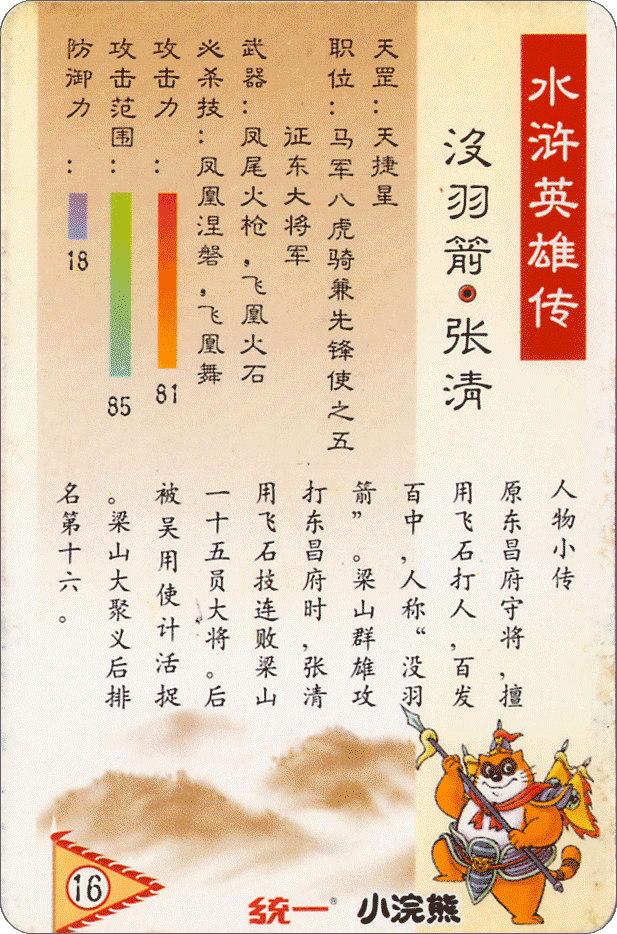 水浒英雄传
没羽箭·张清
天罡：天捷星
职位：马军八虎骑兼先锋使之五
征东大将军
武器：凤尾火枪，飞凰火石
必杀技：凤凰涅磐，飞凰舞
攻击力：
81
攻击范围：
85
防御力：
18
人物小传
原东昌府守将，擅
用飞石打人，百发
百中，人称“没羽
箭”。梁山群雄攻
打东昌府时，张清
用飞石技连败梁山
一十五员大将。后
被吴用使计活捉
。梁山大聚义后排
名第十六。
16
统一®
小浣熊